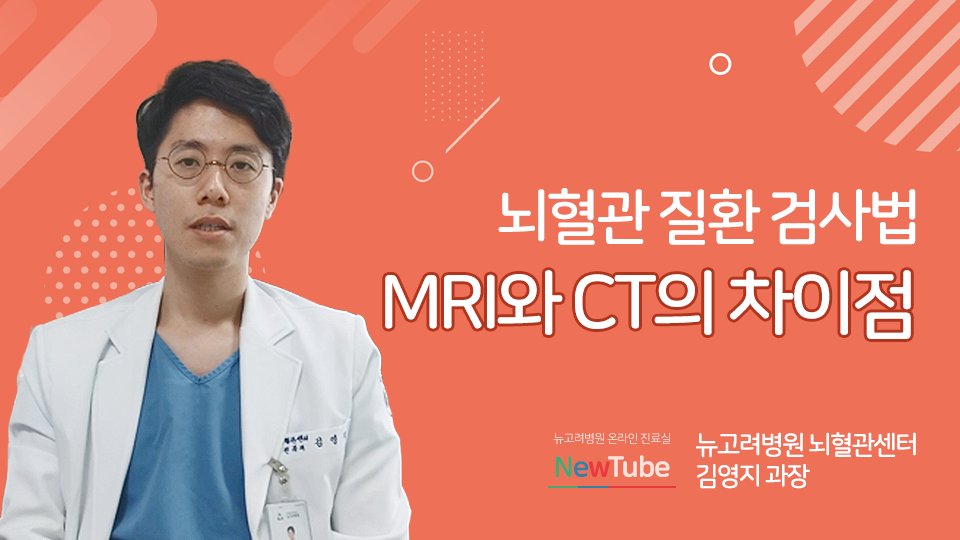 뇌혈관 질환 검사법
MRI와 CT의 차이점
뉴고려병원 온라인 진료실
NewTube
뉴고려병원 뇌혈관센터
김영지 과장